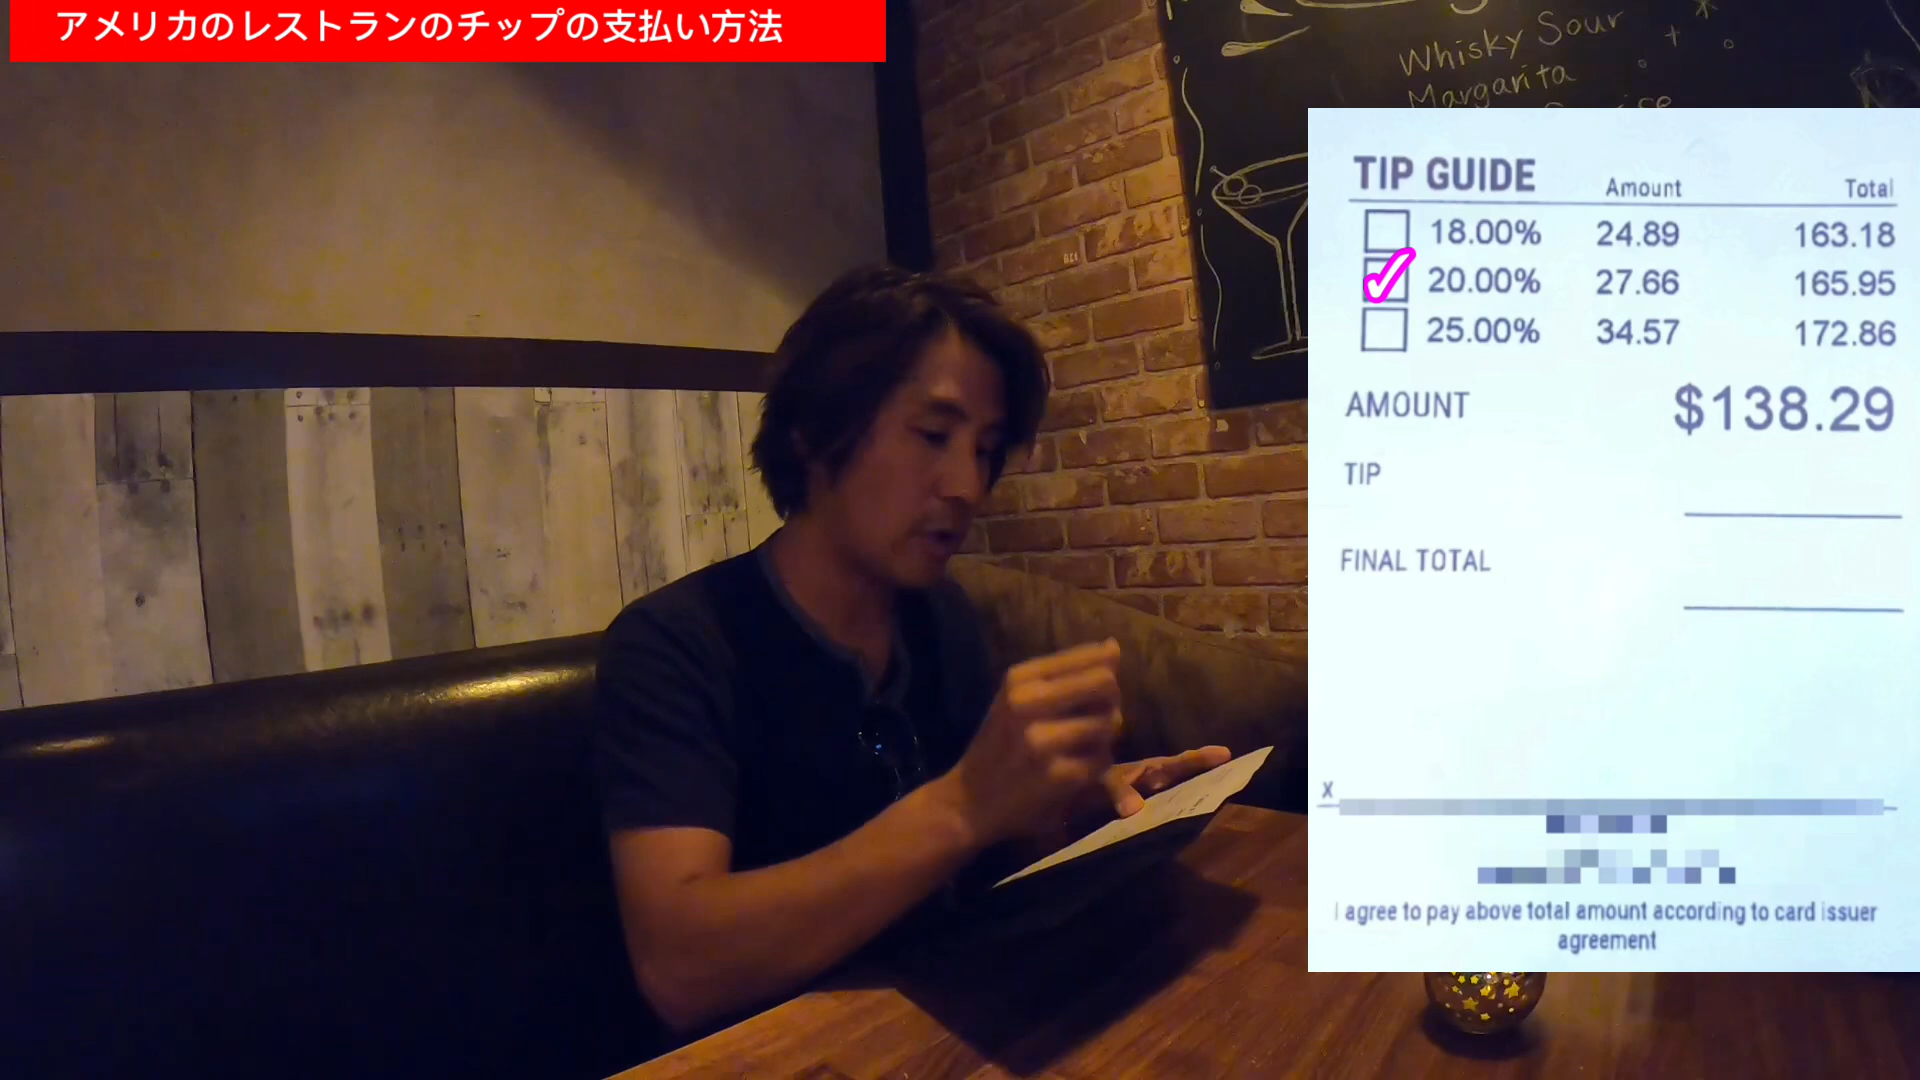 アメリカのレストランのチップの支払い方法
Whisky Sour
Margarita
TIP GUIDE Amount Total
18.00% 24.89 163.18
20.00% 27.66 165.95
25.00% 34.57 172.86
AMOUNT $138.29
TIP
FINAL TOTAL
X
I agree to pay above total amount according to card issuer
agreement